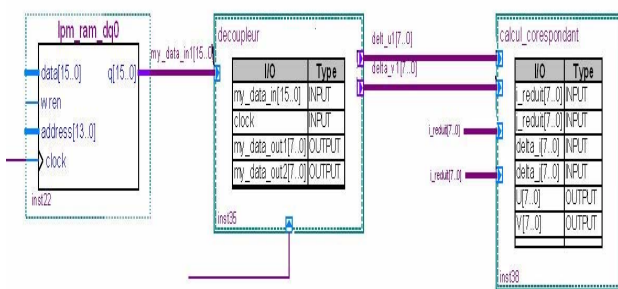 lpm_ram_dq0
data[15..0]
q[15..0]
wren
address[13..0]
clock
inst22
my_data_in1[15..0]
decoupleur
I/O Type
my_data_in[15..0] INPUT
clock INPUT
my_data_out1[7..0] OUTPUT
my_data_out2[7..0] OUTPUT
inst35
delt_u1[7..0]
delta_v1[7..0]
i_reduit[7..0]
i_reduit[7..0]
calcul_corespondant
I/O Type
i_reduit[7..0] INPUT
i_reduit[7..0] INPUT
delta_i[7..0] INPUT
delta_j[7..0] INPUT
U[7..0] OUTPUT
V[7..0] OUTPUT
inst38